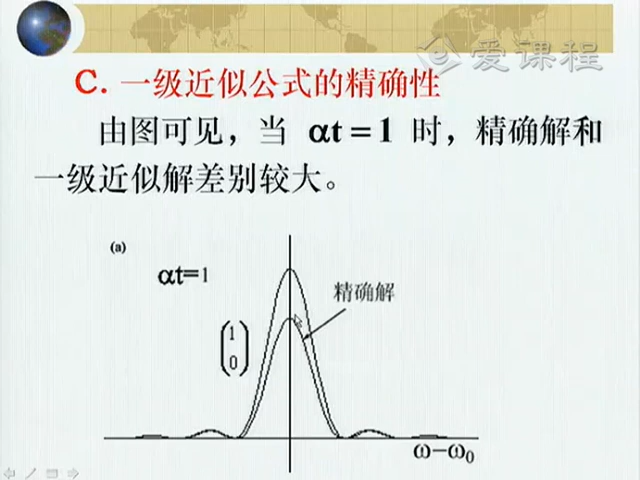 爱课程
C. 一级近似公式的精确性
由图可见，当 αt = 1 时，精确解和
一级近似解差别较大。
(a)
αt=1
精确解
1
0
ω−ω₀